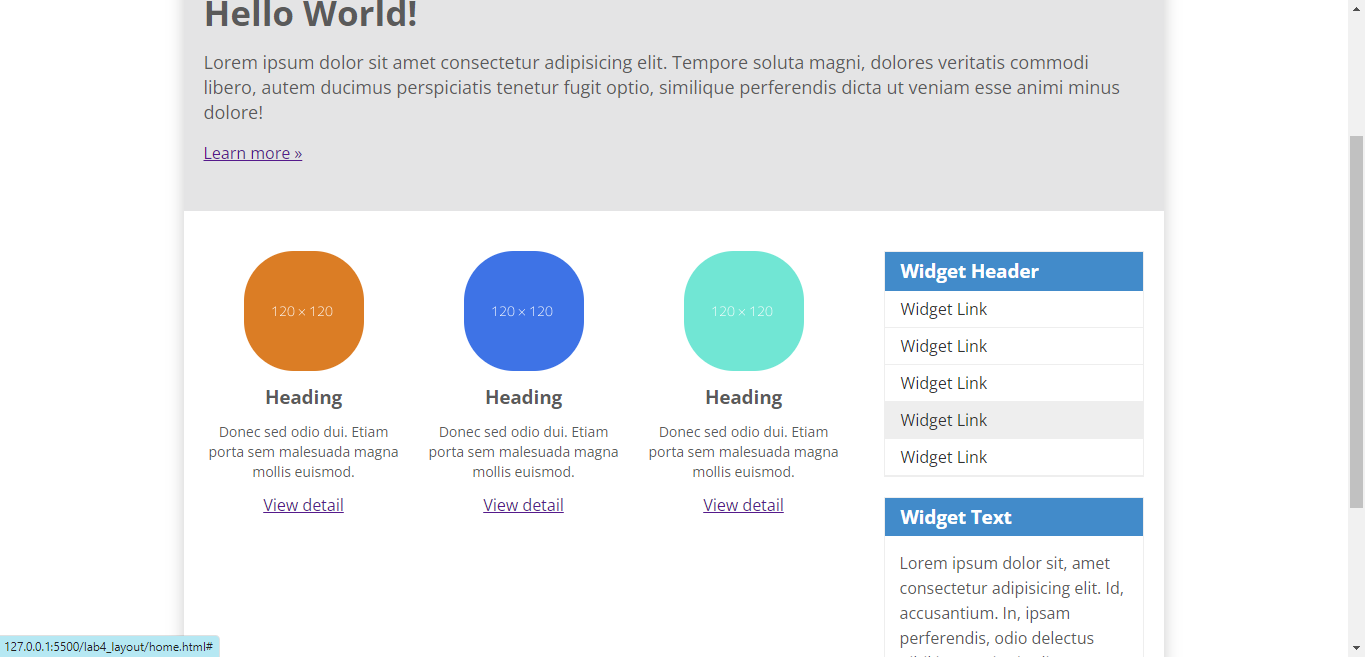 Hello World!
Lorem ipsum dolor sit amet consectetur adipisicing elit. Tempore soluta magni, dolores veritatis commodi
libero, autem ducimus perspiciatis tenetur fugit optio, similique perferendis dicta ut veniam esse animi minus
dolore!
Learn more »
120 × 120
Heading
Donec sed odio dui. Etiam
porta sem malesuada magna
mollis euismod.
View detail
120 × 120
Heading
Donec sed odio dui. Etiam
porta sem malesuada magna
mollis euismod.
View detail
120 × 120
Heading
Donec sed odio dui. Etiam
porta sem malesuada magna
mollis euismod.
View detail
Widget Header
Widget Link
Widget Link
Widget Link
Widget Link
Widget Link
Widget Text
Lorem ipsum dolor sit, amet
consectetur adipisicing elit. Id,
accusantium. In, ipsam
perferendis, odio delectus
127.0.0.1:5500/lab4_layout/home.html#